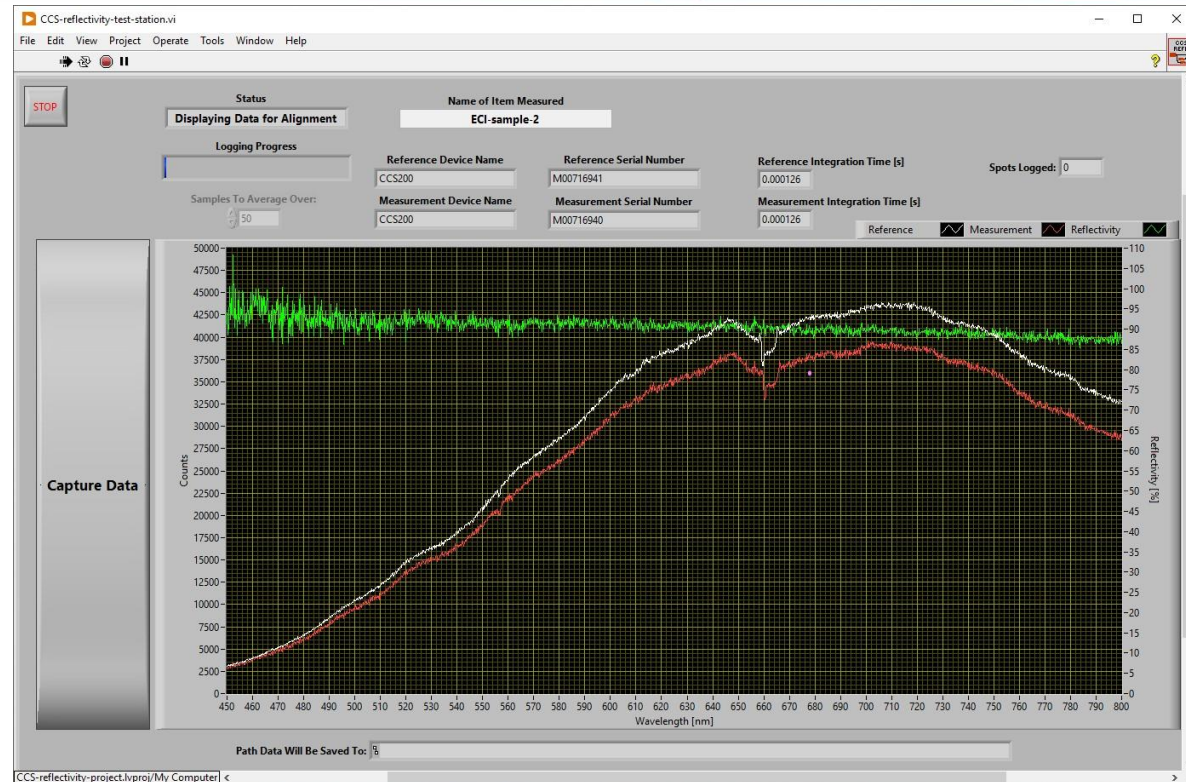 CCS-reflectivity-test-station.vi
File Edit View Project Operate Tools Window Help
STOP
Status
Displaying Data for Alignment
Name of Item Measured
ECI-sample-2
Logging Progress
Samples To Average Over:
50
Reference Device Name
CCS200
Reference Serial Number
M00716941
Reference Integration Time [s]
0.000126
Spots Logged: 0
Measurement Device Name
CCS200
Measurement Serial Number
M00716940
Measurement Integration Time [s]
0.000126
Reference Measurement Reflectivity
Capture Data
Counts
50000
47500
45000
42500
40000
37500
35000
32500
30000
27500
25000
22500
20000
17500
15000
12500
10000
7500
5000
2500
0
110
105
100
95
90
85
80
75
70
65
60
55
50
45
40
35
30
25
20
15
10
5
0
Reflectivity [%]
450 460 470 480 490 500 510 520 530 540 550 560 570 580 590 600 610 620 630 640 650 660 670 680 690 700 710 720 730 740 750 760 770 780 790 800
Wavelength [nm]
Path Data Will Be Saved To:
CCS-reflectivity-project.lvproj/My Computer